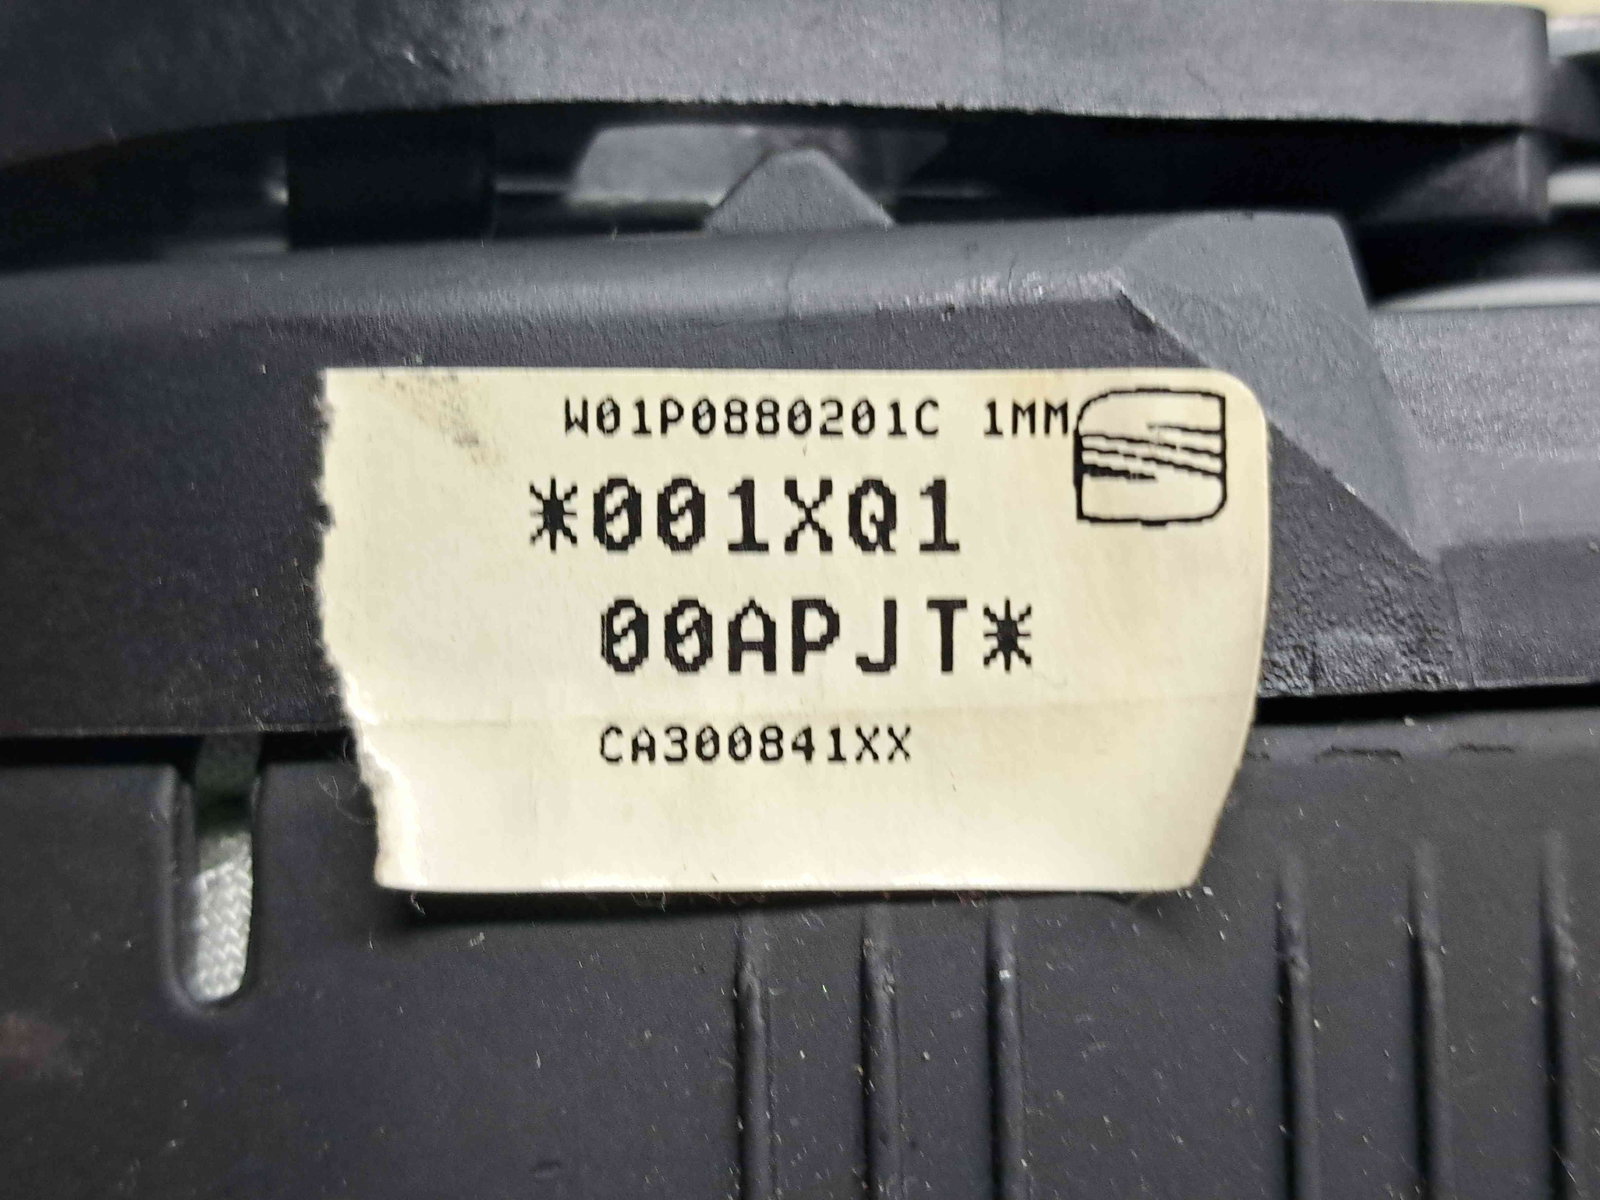 W01P0880201C 1MM
*001XQ1
00APJT*
CA300841XX